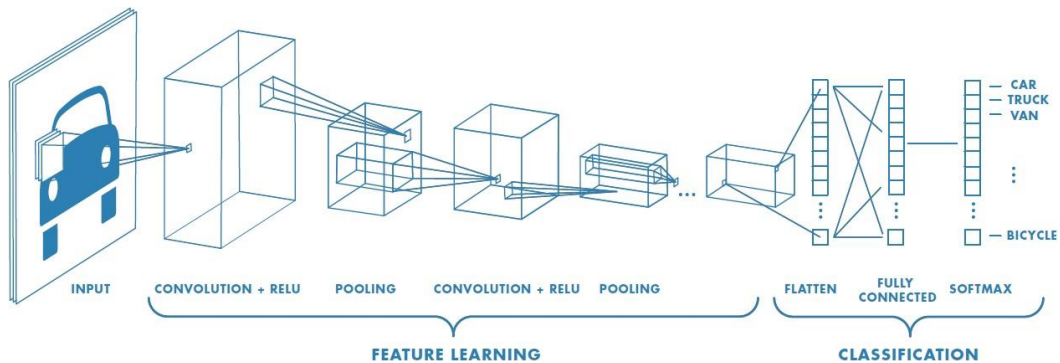 CAR
TRUCK
VAN
BICYCLE
INPUT
CONVOLUTION + RELU
POOLING
CONVOLUTION + RELU
POOLING
FLATTEN
FULLY
CONNECTED
SOFTMAX
FEATURE LEARNING
CLASSIFICATION